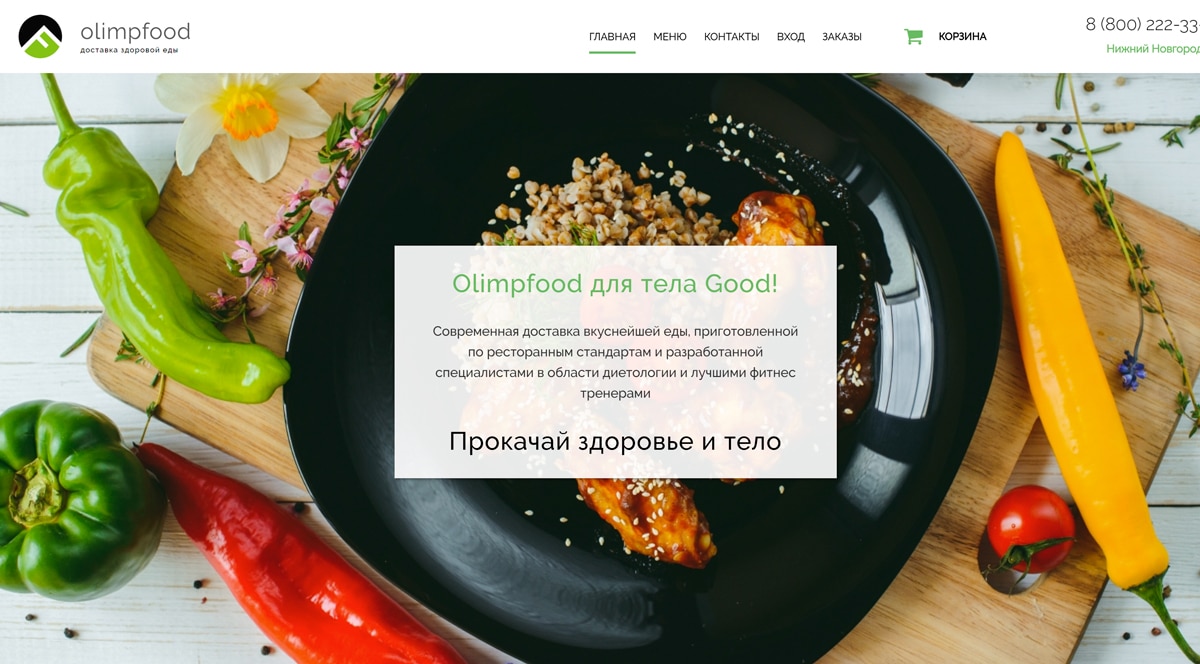 olimpfood
доставка здоровой еды
ГЛАВНАЯ МЕНЮ КОНТАКТЫ ВХОД ЗАКАЗЫ КОРЗИНА
8 (800) 222-33-
Нижний Новгород
Olimpfood для тела Good!
Современная доставка вкуснейшей еды, приготовленной
по ресторанным стандартам и разработанной
специалистами в области диетологии и лучшими фитнес
тренерами
Прокачай здоровье и тело